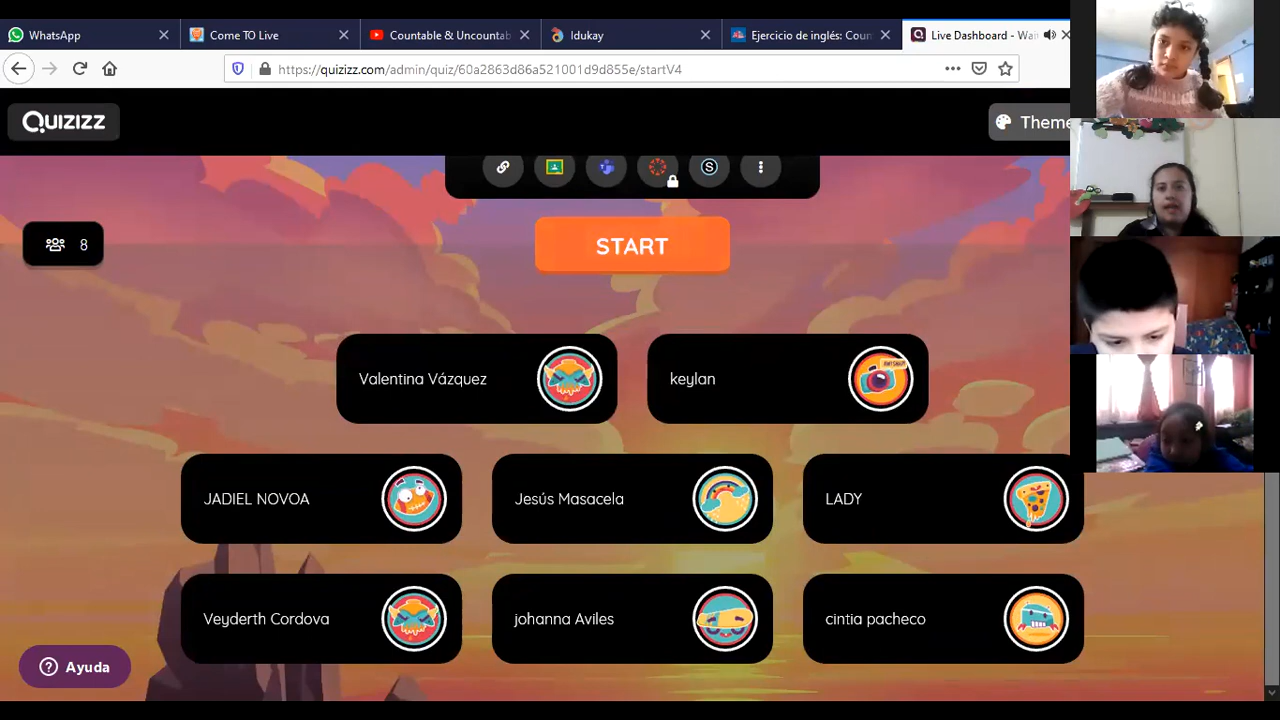 WhatsApp
Come TO Live
Countable & Uncountab
Idukay
Ejercicio de inglés: Coun
Live Dashboard - Wai
https://quizizz.com/admin/quiz/60a2863d86a521001d9d855e/startV4
Quizizz
Theme
8
START
Valentina Vázquez
keylan
JADIEL NOVOA
Jesús Masacela
LADY
Veyderth Cordova
johanna Aviles
cintia pacheco
Ayuda